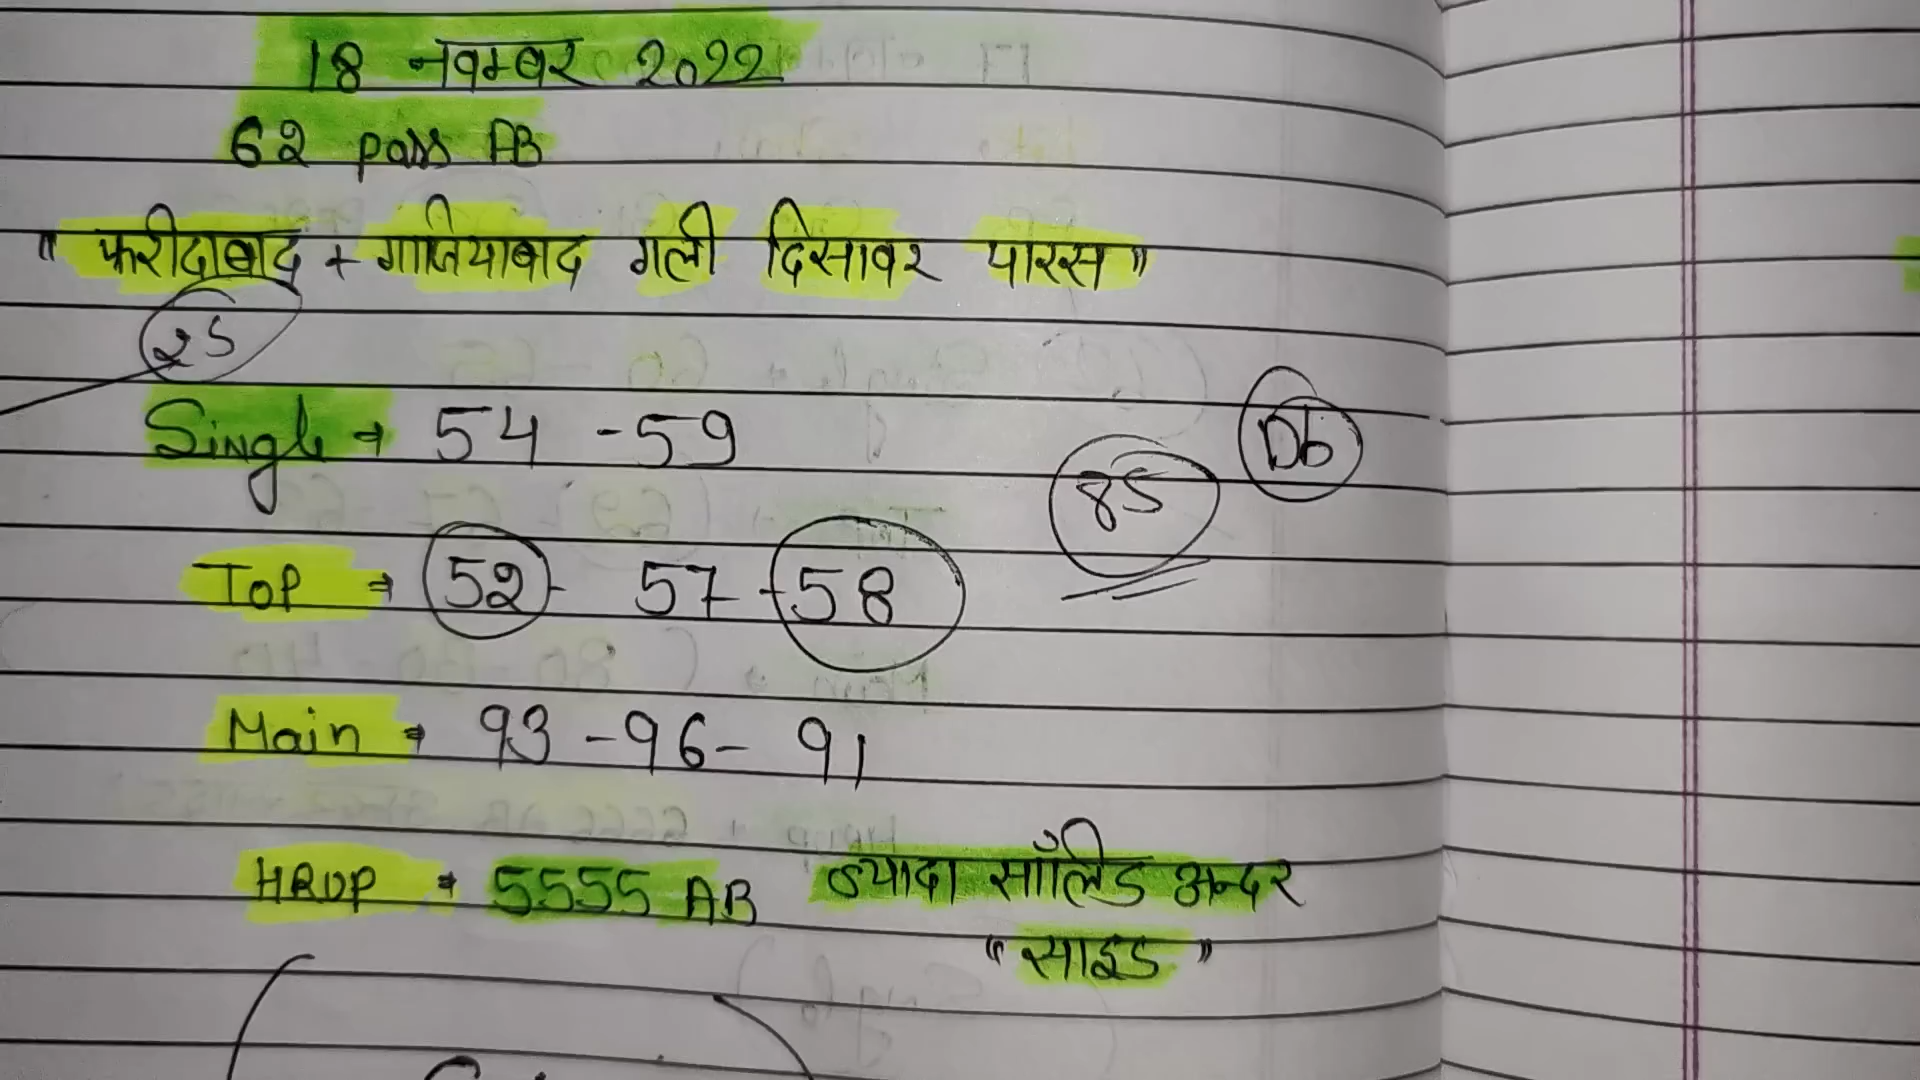 18 नवम्बर 2022
62 pass AB
" फरीदाबाद + गाजियाबाद गली दिसावर पारस "
25
Single → 54 - 59
Db
85
TOP → 52 - 57 - 58
Main → 93 - 96 - 91
HRUP → 5555 AB ज्यादा सॉलिड अन्दर
" साइड "